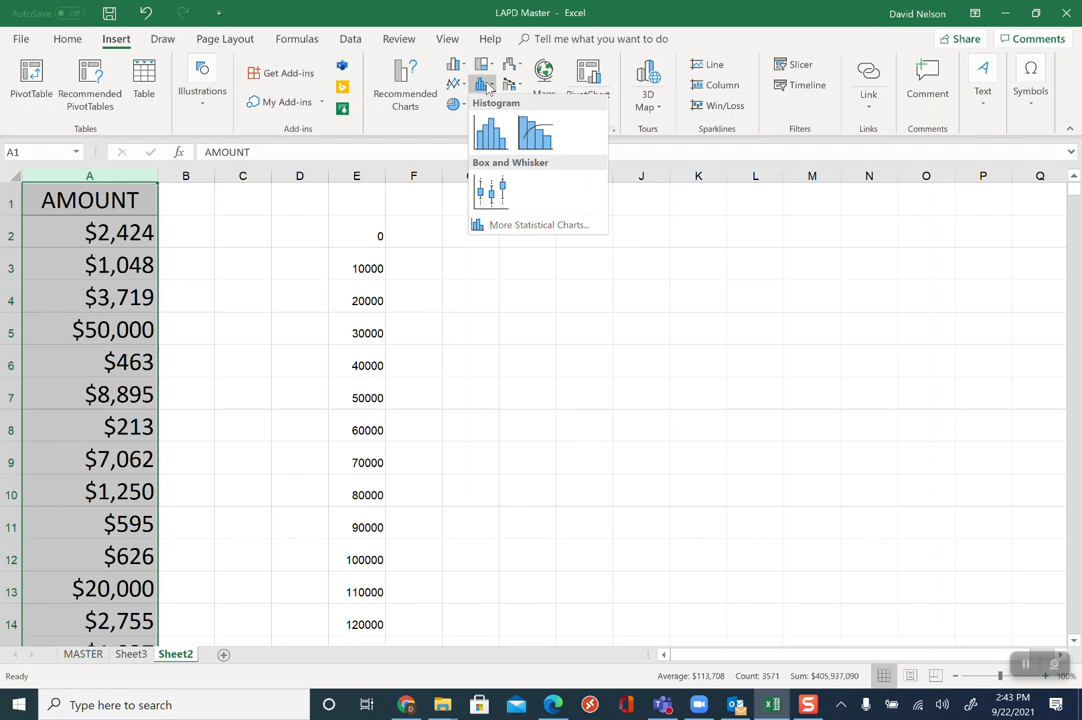 AutoSave Off
LAPD Master - Excel
David Nelson
File Home Insert Draw Page Layout Formulas Data Review View Help Tell me what you want to do Share Comments
PivotTable
Recommended PivotTables
Table
Tables
Illustrations
Get Add-ins
My Add-ins
Add-ins
Recommended Charts
Maps
PivotChart
3D Map
Tours
Line
Column
Win/Loss
Sparklines
Slicer
Timeline
Filters
Link
Links
Comment
Comments
Text
Symbols
Histogram
Box and Whisker
More Statistical Charts...
A1
fx
AMOUNT
A B C D E F J K L M N O P Q
1 AMOUNT
2 $2,424 0
3 $1,048 10000
4 $3,719 20000
5 $50,000 30000
6 $463 40000
7 $8,895 50000
8 $213 60000
9 $7,062 70000
10 $1,250 80000
11 $595 90000
12 $626 100000
13 $20,000 110000
14 $2,755 120000
MASTER Sheet3 Sheet2
Ready
Average: $113,708 Count: 3571 Sum: $405,937,090
100%
Type here to search
2:43 PM
9/22/2021